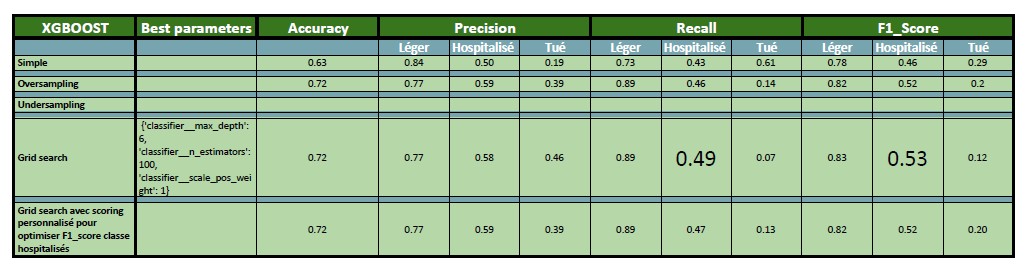 XGBOOST Best parameters Accuracy Precision Recall F1_Score
Léger Hospitalisé Tué Léger Hospitalisé Tué Léger Hospitalisé Tué
Simple 0.63 0.84 0.50 0.19 0.73 0.43 0.61 0.78 0.46 0.29
Oversampling 0.72 0.77 0.59 0.39 0.89 0.46 0.14 0.82 0.52 0.2
Undersampling
Grid search
{'classifier__max_depth':
6,
'classifier__n_estimators':
100,
'classifier__scale_pos_wei
ght': 1}
0.72 0.77 0.58 0.46 0.89 0.49 0.07 0.83 0.53 0.12
Grid search avec scoring
personnalisé pour
optimiser F1_score classe
hospitalisés
0.72 0.77 0.59 0.39 0.89 0.47 0.13 0.82 0.52 0.20